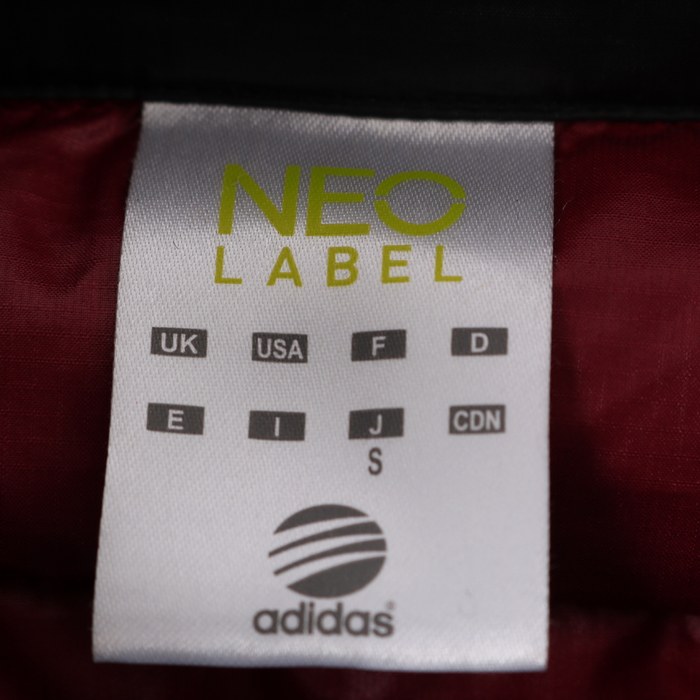 NEO
LABEL
UK USA F D
E I J CDN
S
adidas®